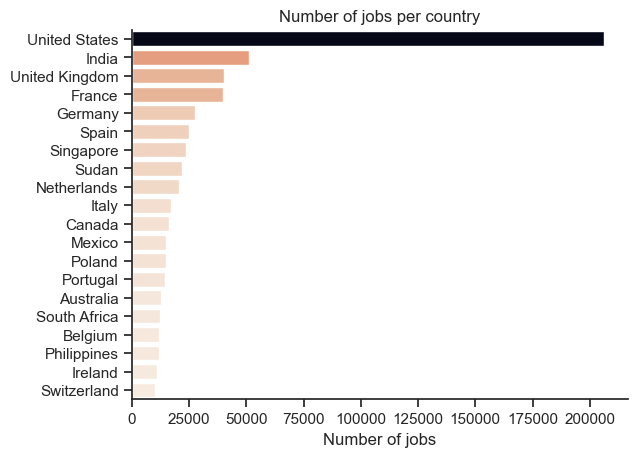 Number of jobs per country
United States
India
United Kingdom
France
Germany
Spain
Singapore
Sudan
Netherlands
Italy
Canada
Mexico
Poland
Portugal
Australia
South Africa
Belgium
Philippines
Ireland
Switzerland
0 25000 50000 75000 100000 125000 150000 175000 200000
Number of jobs